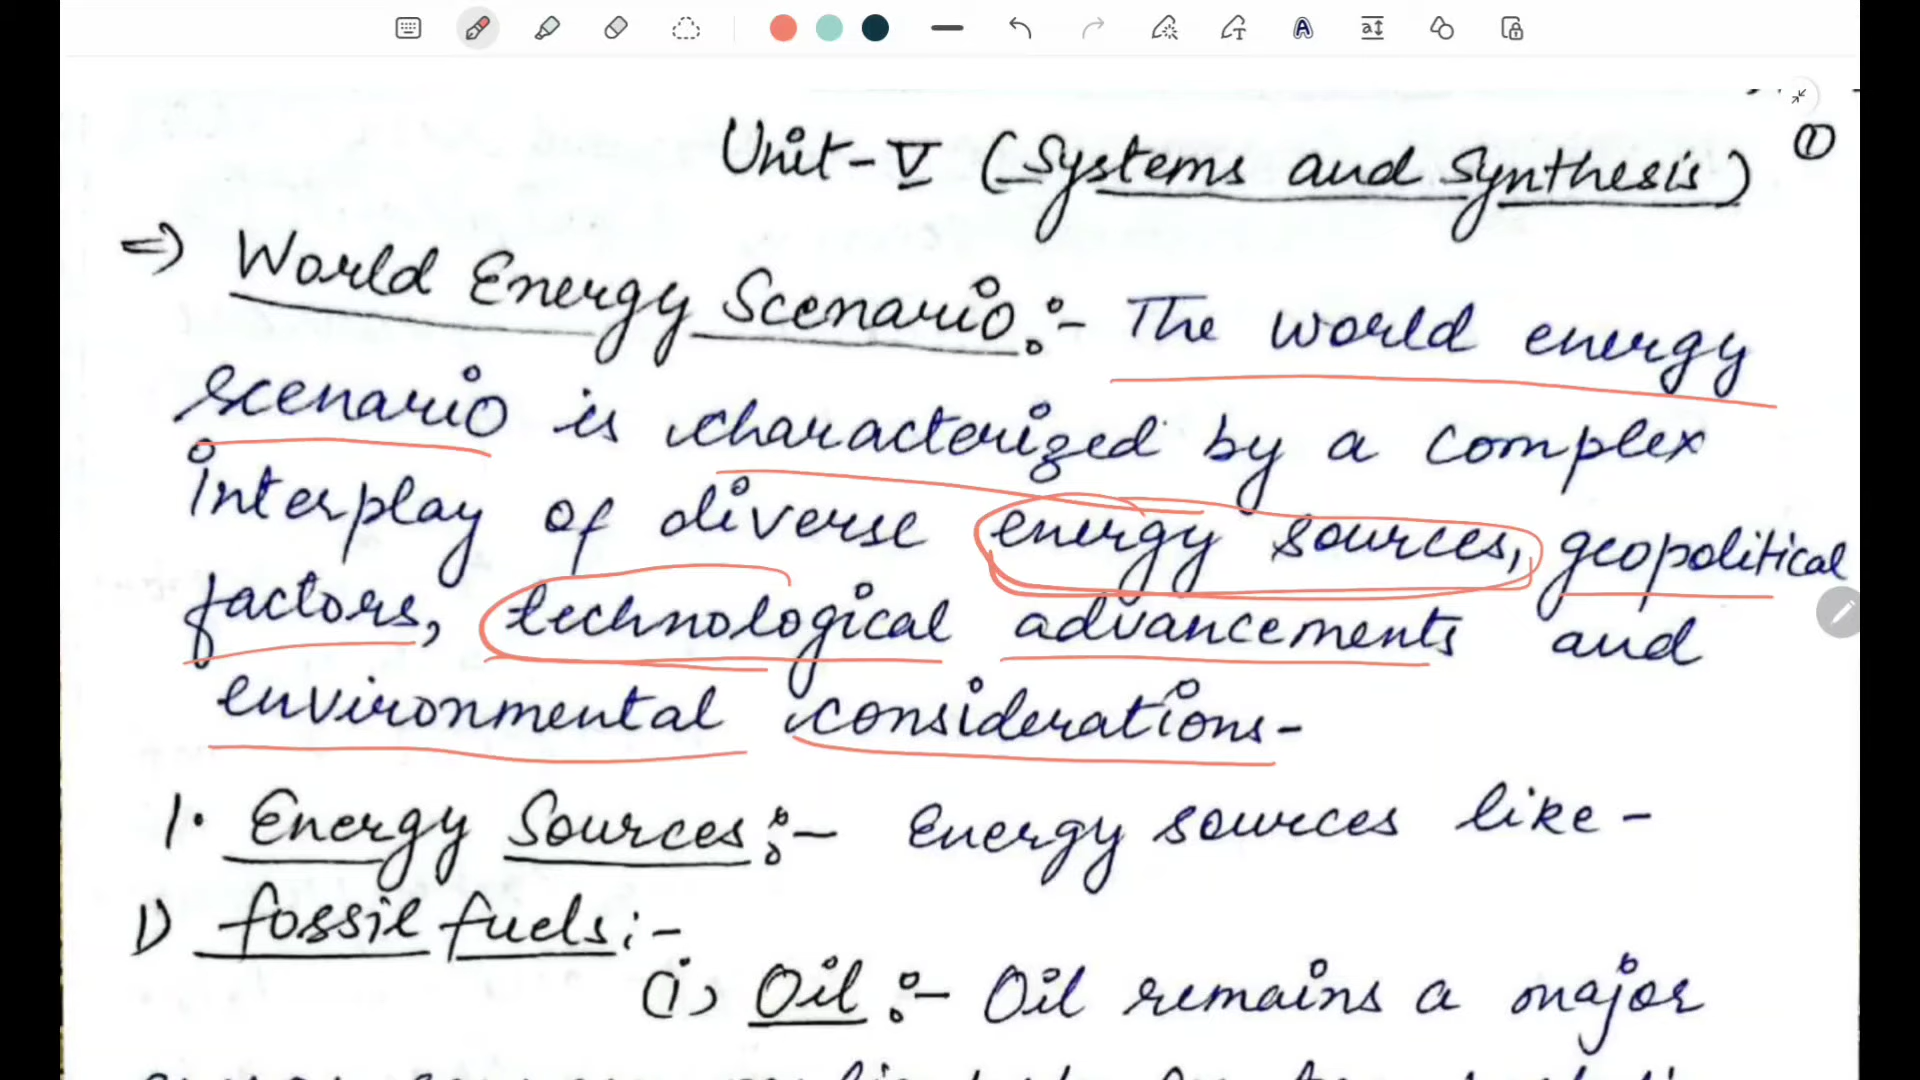 ①
Unit-V (Systems and Synthesis)
⇒ World Energy Scenario:- The world energy
scenario is characterized by a complex
interplay of diverse energy sources, geopolitical
factors, technological advancements and
environmental considerations-
1. Energy Sources:- Energy sources like-
1) fossil fuels:-
(i) Oil:- Oil remains a major